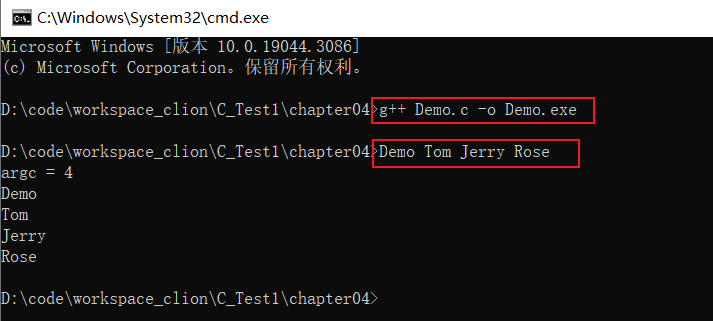 C:\Windows\System32\cmd.exe
Microsoft Windows [版本 10.0.19044.3086]
(c) Microsoft Corporation。保留所有权利。
D:\code\workspace_clion\C_Test1\chapter04>g++ Demo.c -o Demo.exe
D:\code\workspace_clion\C_Test1\chapter04>Demo Tom Jerry Rose
argc = 4
Demo
Tom
Jerry
Rose
D:\code\workspace_clion\C_Test1\chapter04>